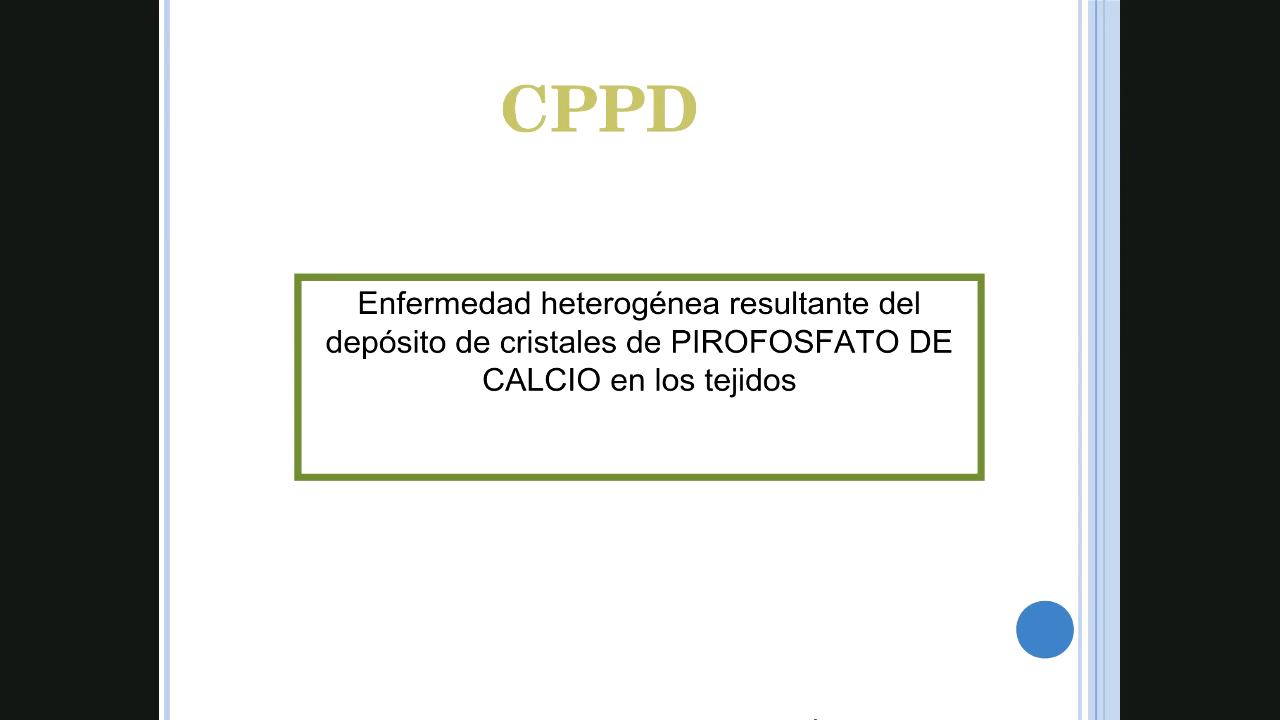 CPPD
Enfermedad heterogénea resultante del
depósito de cristales de PIROFOSFATO DE
CALCIO en los tejidos